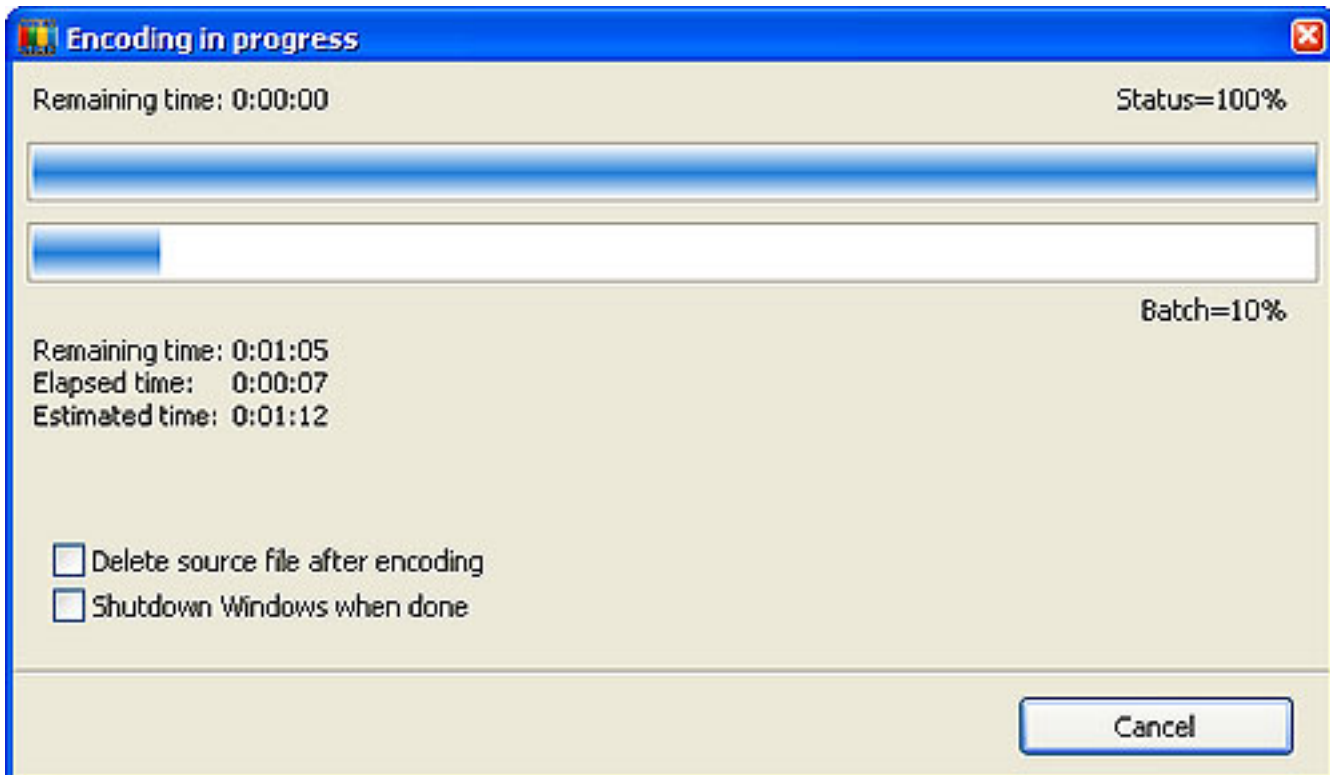 Encoding in progress
Remaining time: 0:00:00 Status=100%
Batch=10%
Remaining time: 0:01:05
Elapsed time: 0:00:07
Estimated time: 0:01:12
Delete source file after encoding
Shutdown Windows when done
Cancel